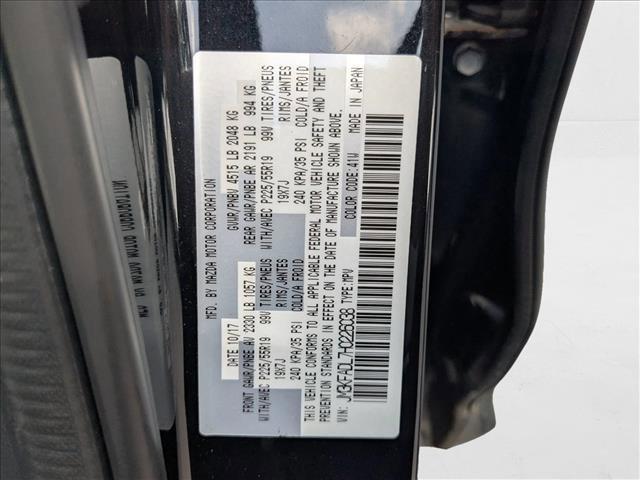 MFD. BY MAZDA MOTOR CORPORATION
DATE 10/17 GVWR/PNBV 4515 LB 2048 KG
FRONT GAWR/PNBE AV 2330 LB 1057 KG REAR GAWR/PNBE AR 2191 LB 994 KG
WITH/AVEC P225/55R19 99V TIRES/PNEUS WITH/AVEC P225/55R19 99V TIRES/PNEUS
19X7J RIMS/JANTES 19X7J RIMS/JANTES
240 KPA/35 PSI COLD/A FROID 240 KPA/35 PSI COLD/A FROID
THIS VEHICLE CONFORMS TO ALL APPLICABLE FEDERAL MOTOR VEHICLE SAFETY AND THEFT
PREVENTION STANDARDS IN EFFECT ON THE DATE OF MANUFACTURE SHOWN ABOVE.
VIN: JM3KFADL7H0226098 TYPE:MPV COLOR CODE:41W MADE IN JAPAN